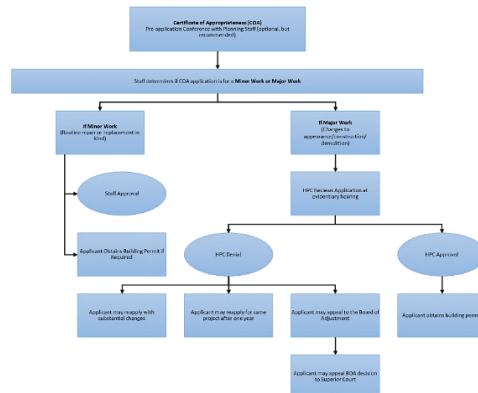 Certificate of Appropriateness (COA)
Pre-application Conference with Planning Staff (optional, but
recommended)
Staff determines if COA application is for a Minor Work or Major Work
If Minor Work
(Routine repair or replacement in
kind)
If Major Work
(Changes to
appearance/construction/
demolition)
Staff Approval
HPC Reviews Application at
evidentiary hearing
Applicant Obtains Building Permit if
Required
HPC Denial
HPC Approval
Applicant may reapply with
substantial changes
Applicant may reapply for same
project after one year
Applicant may appeal to the Board of
Adjustment
Applicant obtains building perm
Applicant may appeal BOA decision
to Superior Court